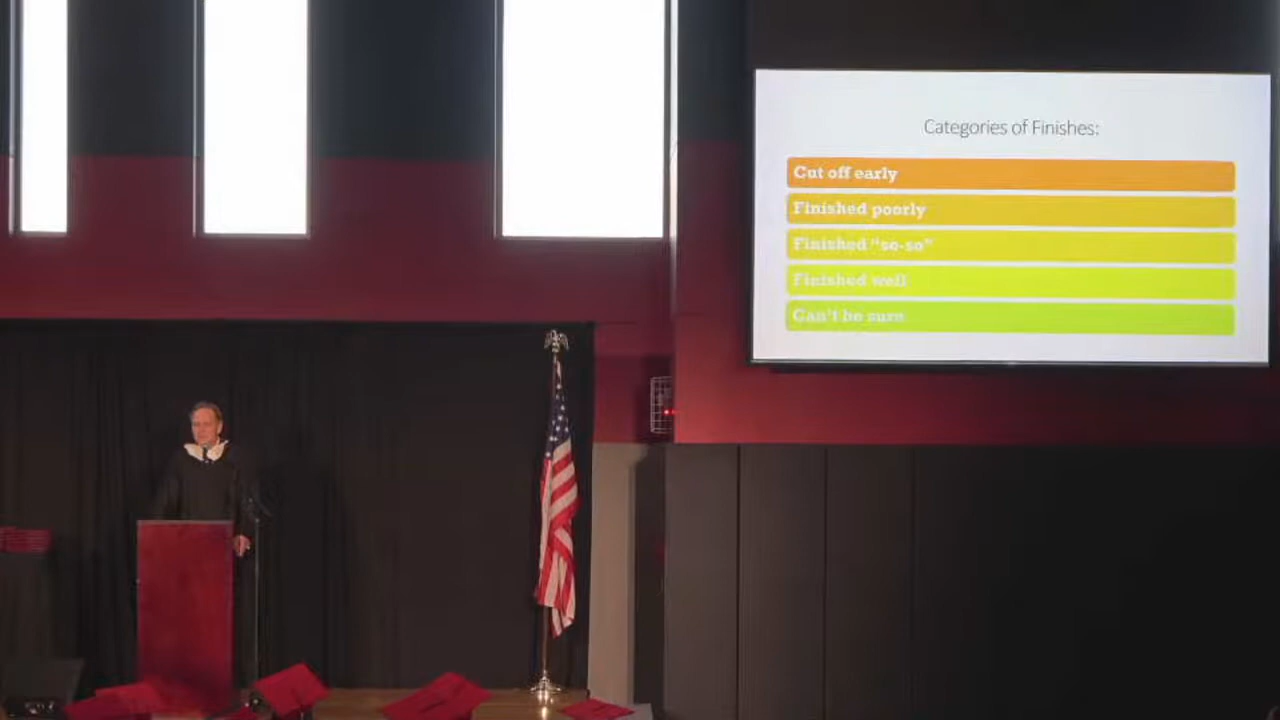 Categories of Finishes:
Cut off early
Finished poorly
Finished "so-so"
Finished well
Can't be sure